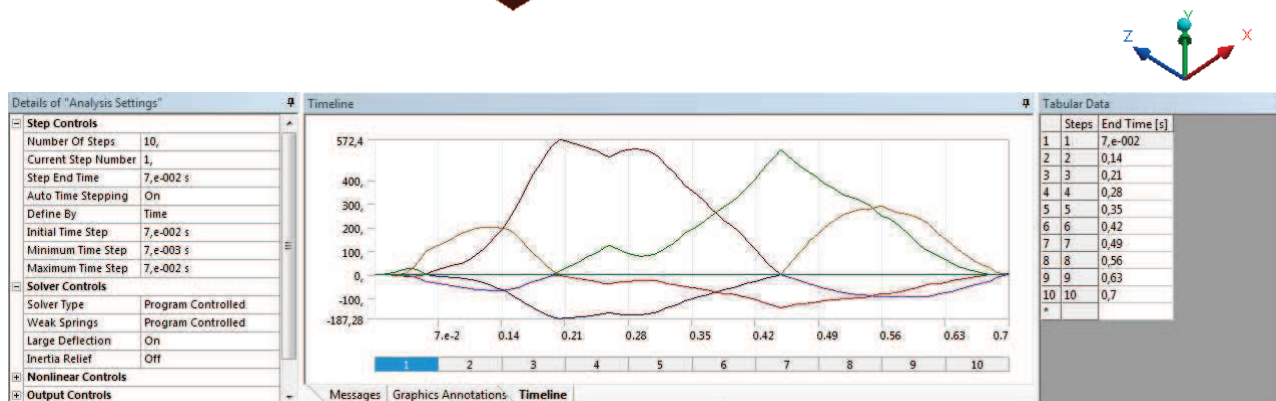 Y
Z
X
Details of "Analysis Settings"
Step Controls
Number Of Steps 10,
Current Step Number 1,
Step End Time 7,e-002 s
Auto Time Stepping On
Define By Time
Initial Time Step 7,e-002 s
Minimum Time Step 7,e-003 s
Maximum Time Step 7,e-002 s
Solver Controls
Solver Type Program Controlled
Weak Springs Program Controlled
Large Deflection On
Inertia Relief Off
Nonlinear Controls
Output Controls
Timeline
572,4
400,
300,
200,
100,
0,
-100,
-187,28
7.e-2 0.14 0.21 0.28 0.35 0.42 0.49 0.56 0.63 0.7
1 2 3 4 5 6 7 8 9 10
Messages Graphics Annotations Timeline
Tabular Data
Steps End Time [s]
1 1 7,e-002
2 2 0,14
3 3 0,21
4 4 0,28
5 5 0,35
6 6 0,42
7 7 0,49
8 8 0,56
9 9 0,63
10 10 0,7
*